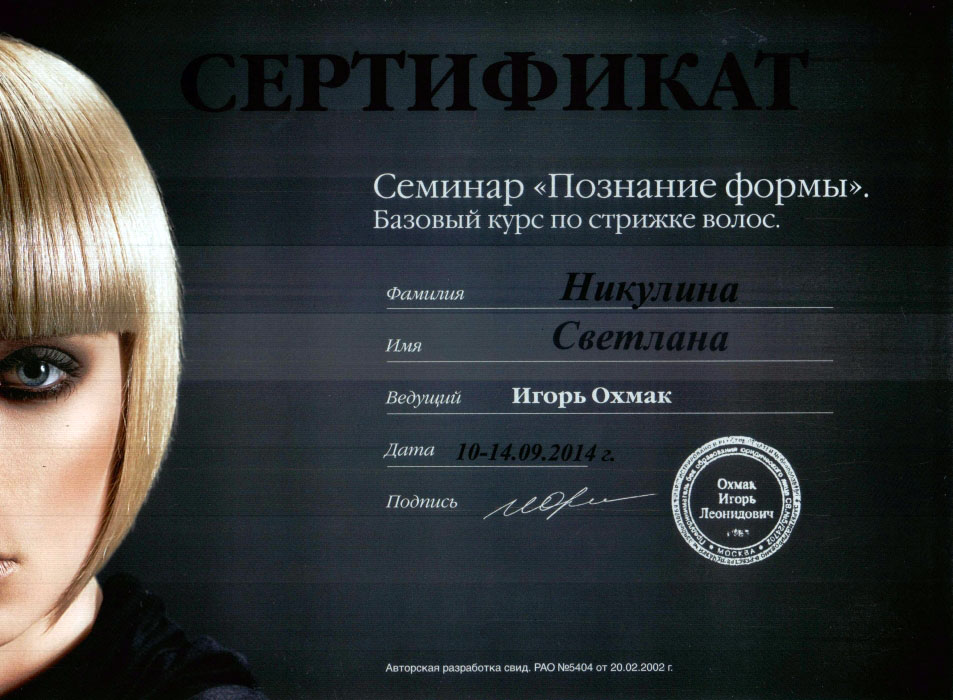 СЕРТИФИКАТ
Семинар «Познание формы».
Базовый курс по стрижке волос.
Фамилия Никулина
Имя Светлана
Ведущий Игорь Охмак
Дата 10-14.09.2014 г.
Подпись
Охмак
Игорь
Леонидович
МОСКВА
Авторская разработка свид. РАО №5404 от 20.02.2002 г.